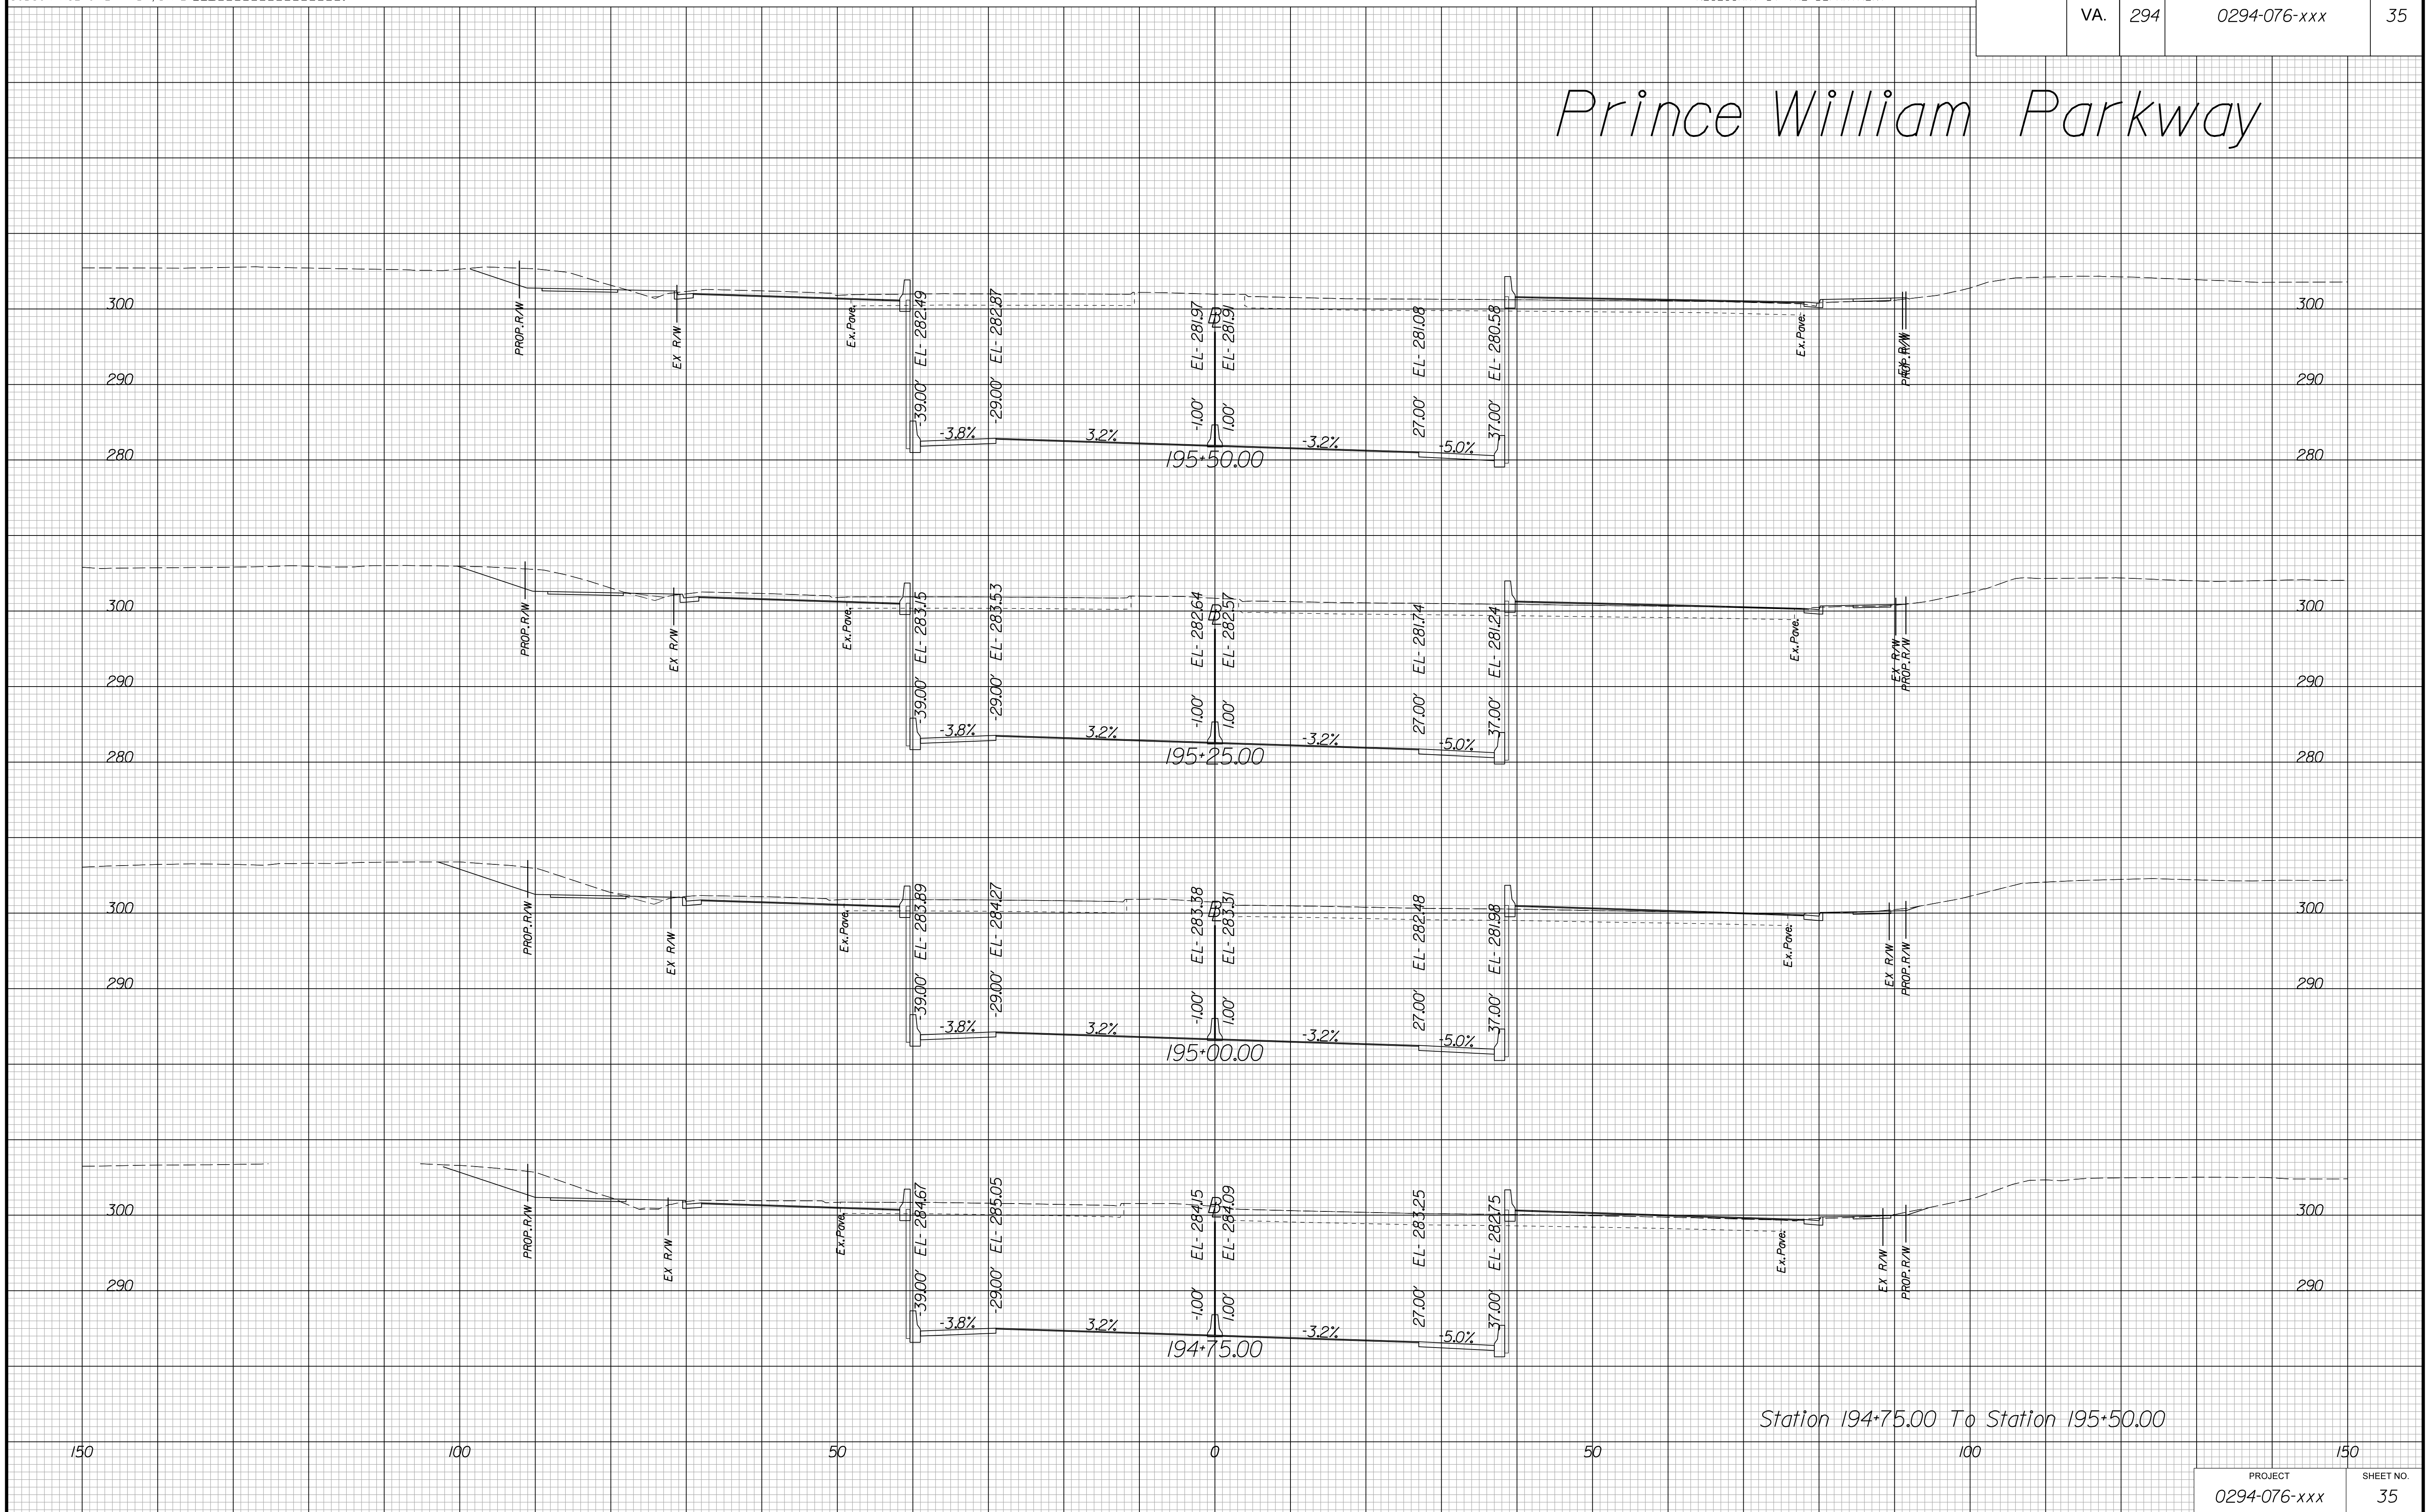 VA. 294 0294-076-xxx 35
Prince William Parkway
300 PROP.R/W EX R/W Ex.Pave. -39.00' EL- 282.49 -29.00' EL- 282.87 -1.00' EL- 281.97 1.00' EL- 281.91 27.00' EL- 281.08 37.00' EL- 280.58 Ex.Pave. EX R/W PROP.R/W 300
290 290
280 -3.8% 3.2% -3.2% -5.0% 280
195+50.00
300 PROP.R/W EX R/W Ex.Pave. -39.00' EL- 283.15 -29.00' EL- 283.53 -1.00' EL- 282.64 1.00' EL- 282.57 27.00' EL- 281.74 37.00' EL- 281.24 Ex.Pave. EX R/W PROP.R/W 300
290 290
280 -3.8% 3.2% -3.2% -5.0% 280
195+25.00
300 PROP.R/W EX R/W Ex.Pave. -39.00' EL- 283.89 -29.00' EL- 284.27 -1.00' EL- 283.38 1.00' EL- 283.31 27.00' EL- 282.48 37.00' EL- 281.98 Ex.Pave. EX R/W PROP.R/W 300
290 290
-3.8% 3.2% -3.2% -5.0%
195+00.00
300 PROP.R/W EX R/W Ex.Pave. -39.00' EL- 284.67 -29.00' EL- 285.05 -1.00' EL- 284.15 1.00' EL- 284.09 27.00' EL- 283.25 37.00' EL- 282.75 Ex.Pave. EX R/W PROP.R/W 300
290 290
-3.8% 3.2% -3.2% -5.0%
194+75.00
Station 194+75.00 To Station 195+50.00
150 100 50 0 50 100 150
PROJECT SHEET NO.
0294-076-xxx 35